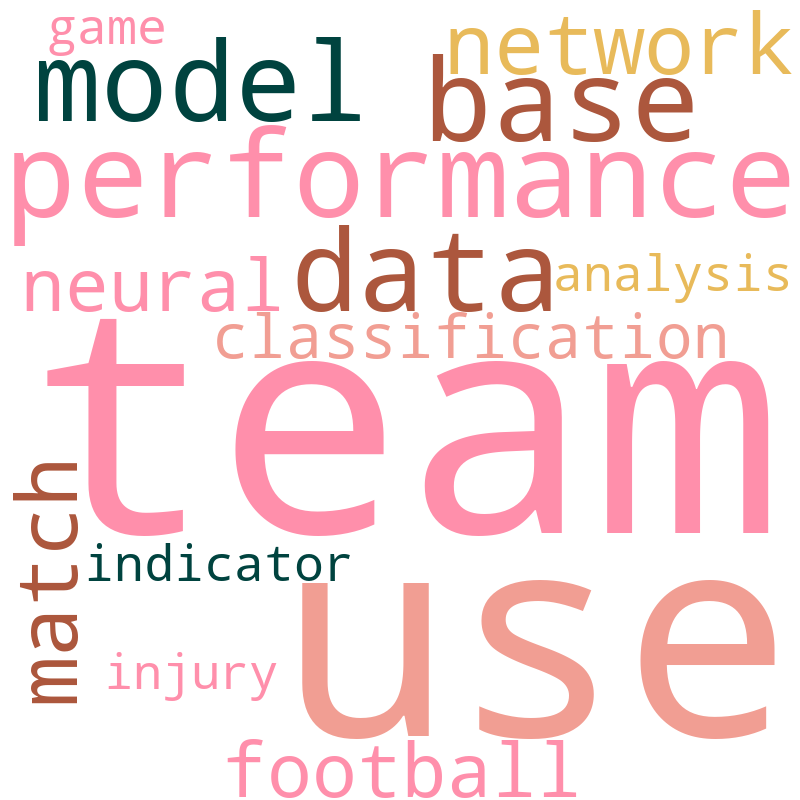 game
network
model
base
performance
data
neural
analysis
classification
team
match
indicator
use
injury
football